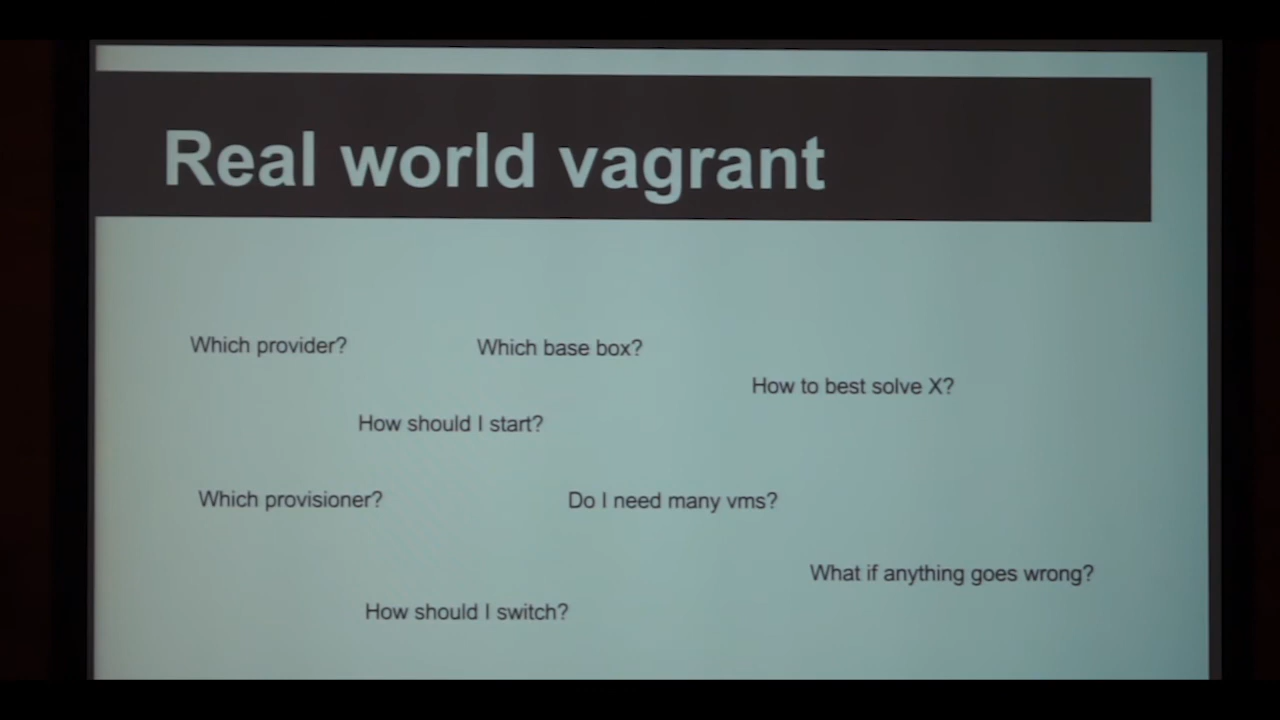 Real world vagrant
Which provider?
Which base box?
How to best solve X?
How should I start?
Which provisioner?
Do I need many vms?
What if anything goes wrong?
How should I switch?